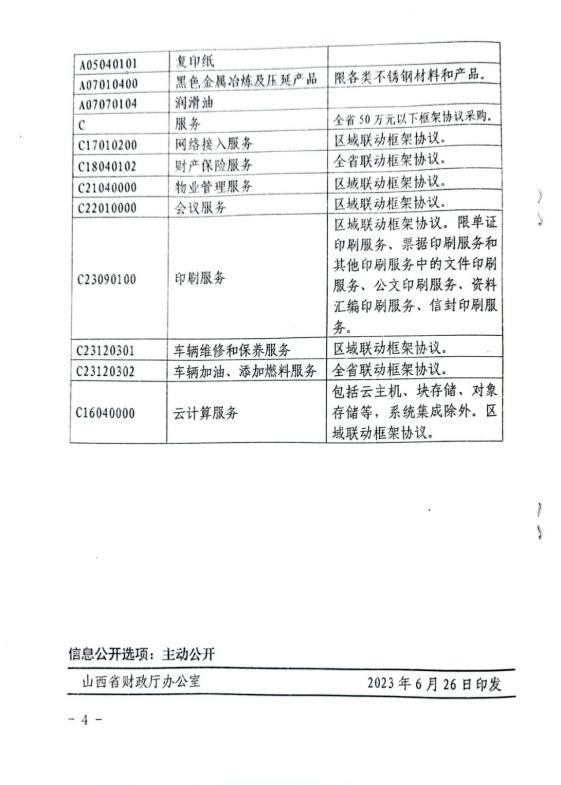 A05040101 复印纸
A07010400 黑色金属冶炼及压延产品 限各类不锈钢材料和产品。
A07070104 润滑油
C 服务 全省50万元以下框架协议采购。
C17010200 网络接入服务 区域联动框架协议。
C18040102 财产保险服务 全省联动框架协议。
C21040000 物业管理服务 区域联动框架协议。
C22010000 会议服务 区域联动框架协议。
C23090100 印刷服务 区域联动框架协议。限单证
印刷服务、票据印刷服务和
其他印刷服务中的文件印刷
服务、公文印刷服务、资料
汇编印刷服务、信封印刷服
务。
C23120301 车辆维修和保养服务 区域联动框架协议。
C23120302 车辆加油、添加燃料服务 全省联动框架协议。
C16040000 云计算服务 包括云主机、块存储、对象
存储等，系统集成除外。区
域联动框架协议。
信息公开选项：主动公开
山西省财政厅办公室 2023年6月26日印发
- 4 -